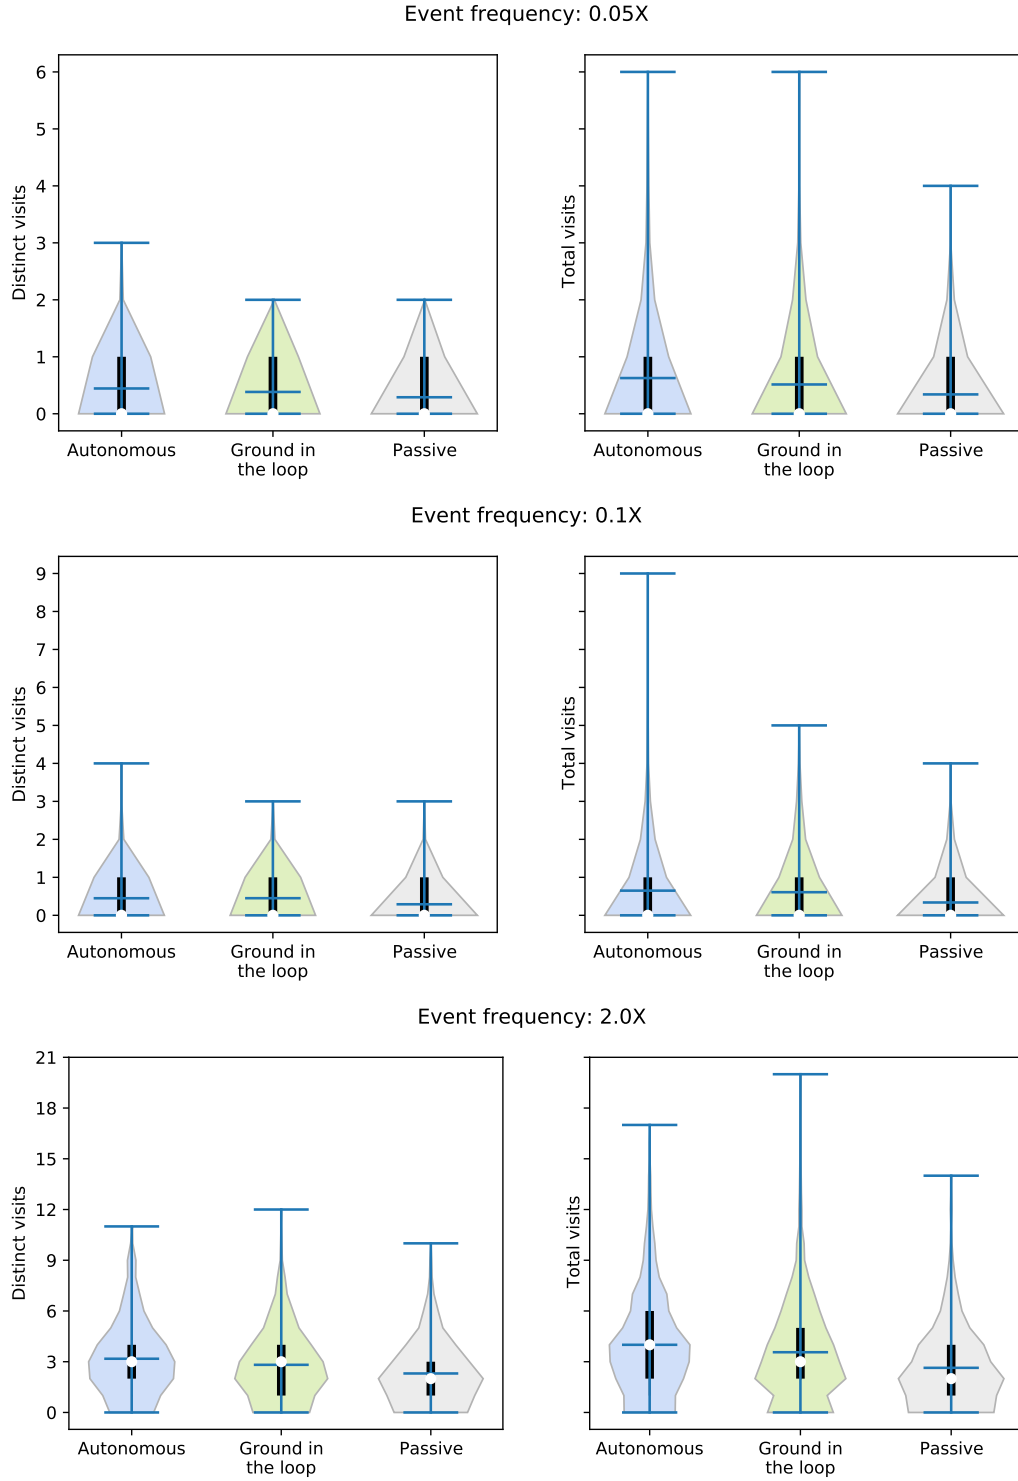 Event frequency: 0.05X
Distinct visits
6
5
4
3
2
1
0
Autonomous
Ground in
the loop
Passive
Total visits
Autonomous
Ground in
the loop
Passive
Event frequency: 0.1X
Distinct visits
9
8
7
6
5
4
3
2
1
0
Autonomous
Ground in
the loop
Passive
Total visits
Autonomous
Ground in
the loop
Passive
Event frequency: 2.0X
Distinct visits
21
18
15
12
9
6
3
0
Autonomous
Ground in
the loop
Passive
Total visits
Autonomous
Ground in
the loop
Passive